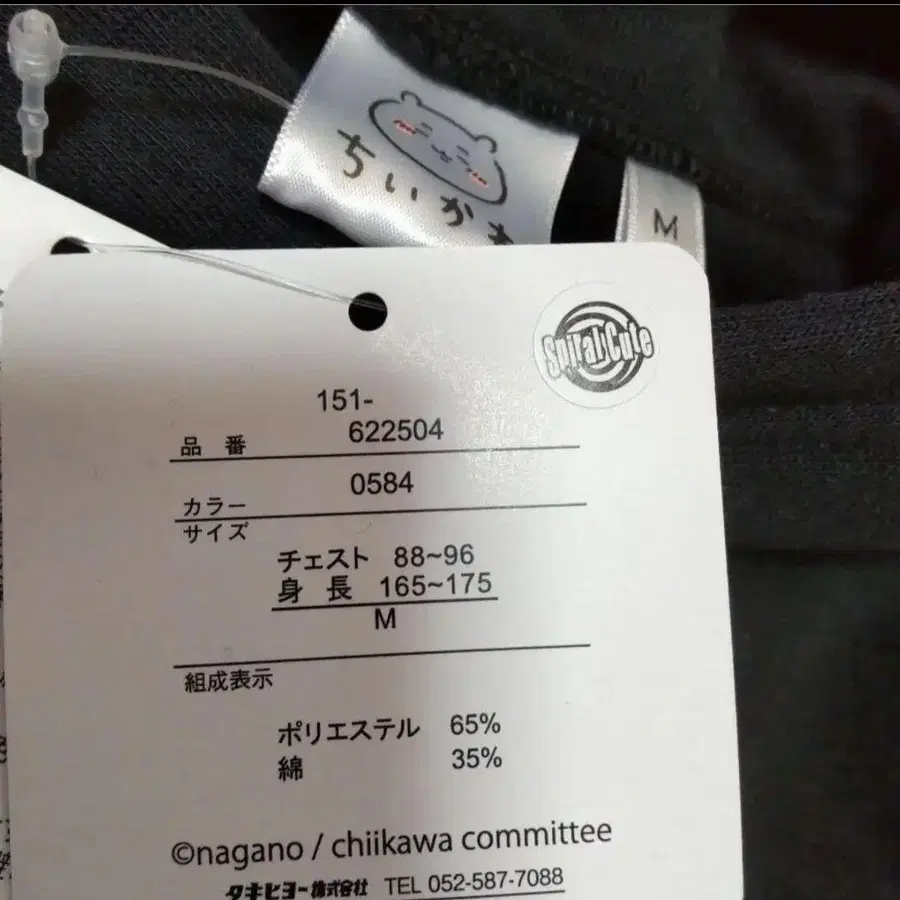 ちいかわ
M
Spiral Cute
151-
品 番 622504
カラー 0584
サイズ
チェスト 88~96
身 長 165~175
M
組成表示
ポリエステル 65%
綿 35%
©nagano / chiikawa committee
タキヒヨー株式会社 TEL 052-587-7088